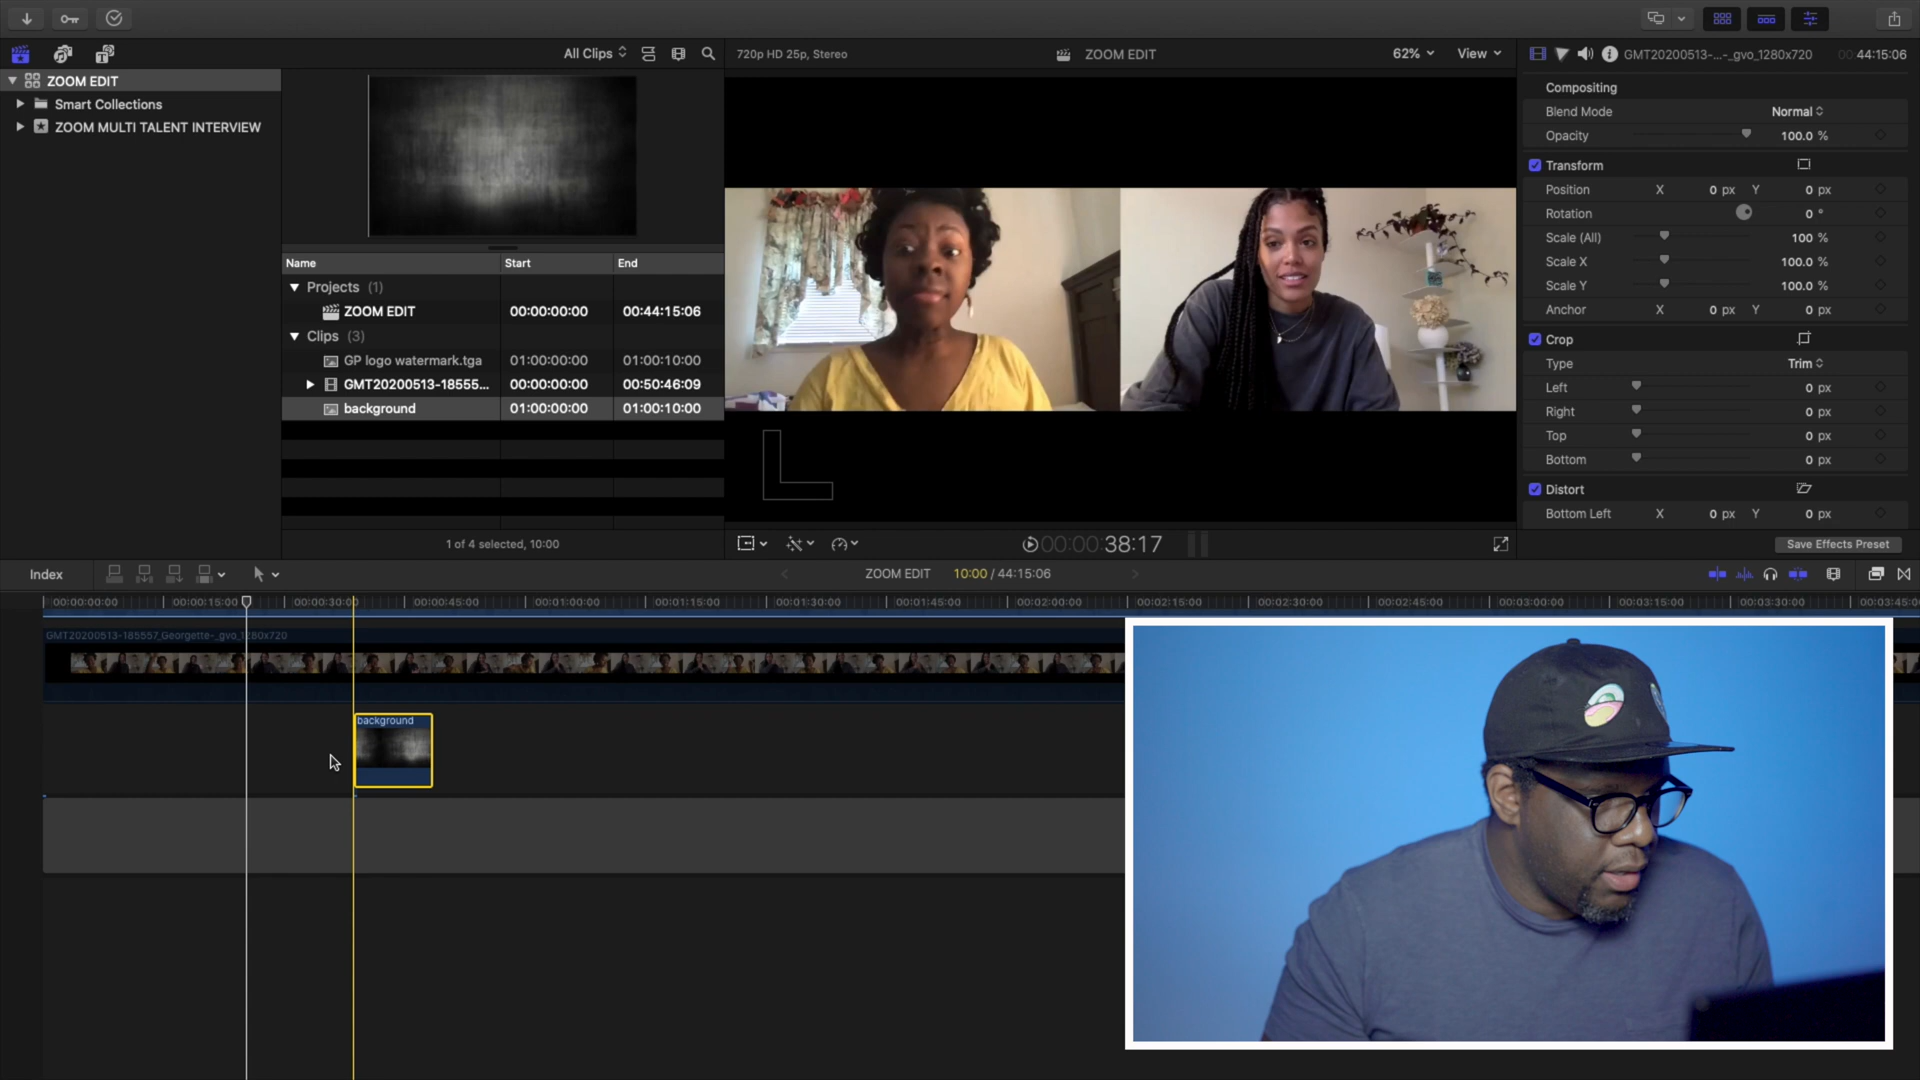 All Clips
720p HD 25p, Stereo
ZOOM EDIT
62%
View
GMT20200513-...-_gvo_1280x720
00 44:15:06
ZOOM EDIT
Smart Collections
ZOOM MULTI TALENT INTERVIEW
Name Start End
Projects (1)
ZOOM EDIT 00:00:00:00 00:44:15:06
Clips (3)
GP logo watermark.tga 01:00:00:00 01:00:10:00
GMT20200513-18555... 00:00:00:00 00:50:46:09
background 01:00:00:00 01:00:10:00
1 of 4 selected, 10:00
00:00:38:17
Compositing
Blend Mode Normal
Opacity 100.0 %
Transform
Position X 0 px Y 0 px
Rotation 0 °
Scale (All) 100 %
Scale X 100.0 %
Scale Y 100.0 %
Anchor X 0 px Y 0 px
Crop
Type Trim
Left 0 px
Right 0 px
Top 0 px
Bottom 0 px
Distort
Bottom Left X 0 px Y 0 px
Save Effects Preset
Index
ZOOM EDIT 10:00 / 44:15:06
00:00:00:00 00:00:15:00 00:00:30:00 00:00:45:00 00:01:00:00 00:01:15:00 00:01:30:00 00:01:45:00 00:02:00:00 00:02:15:00 00:02:30:00 00:02:45:00 00:03:00:00 00:03:15:00 00:03:30:00 00:03:45:00
GMT20200513-185557_Georgette-_gvo_1280x720
background